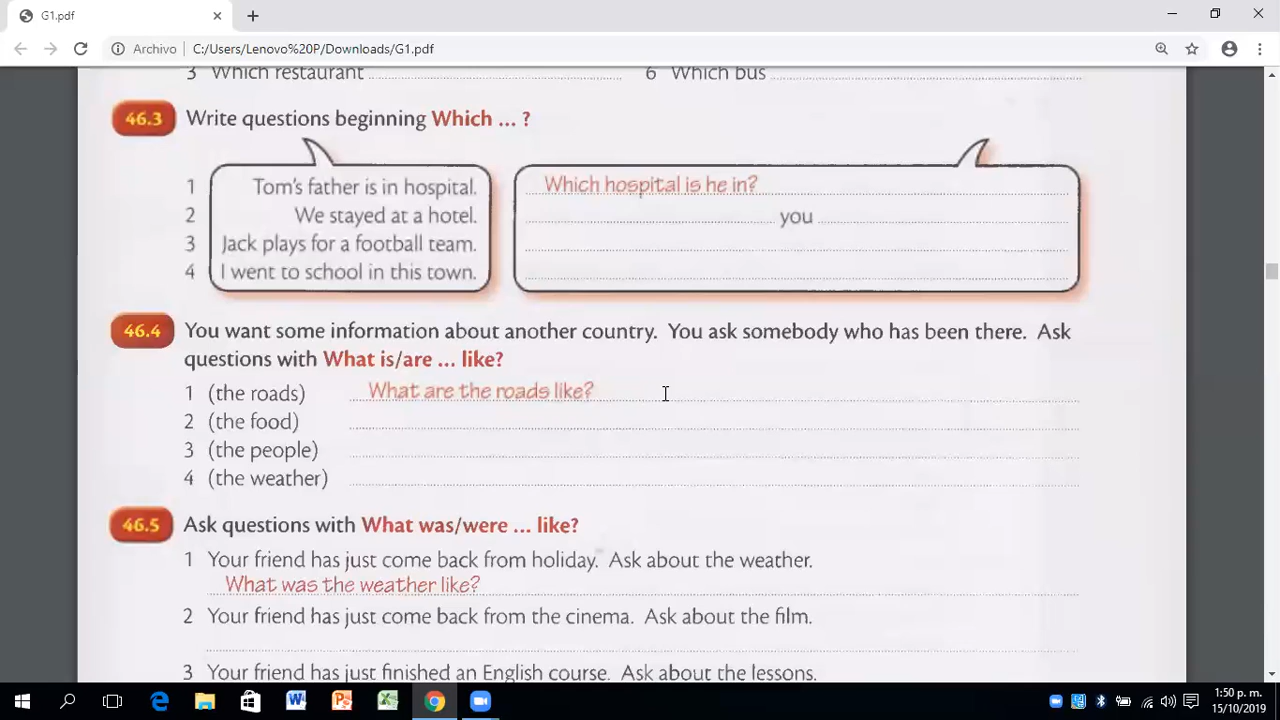 G1.pdf
Archivo
C:/Users/Lenovo%20P/Downloads/G1.pdf
3 Which restaurant
6 Which bus
46.3 Write questions beginning Which ... ?
1 Tom's father is in hospital.
2 We stayed at a hotel.
3 Jack plays for a football team.
4 I went to school in this town.
Which hospital is he in?
you
46.4 You want some information about another country. You ask somebody who has been there. Ask
questions with What is/are ... like?
1 (the roads) What are the roads like?
2 (the food)
3 (the people)
4 (the weather)
46.5 Ask questions with What was/were ... like?
1 Your friend has just come back from holiday. Ask about the weather.
What was the weather like?
2 Your friend has just come back from the cinema. Ask about the film.
3 Your friend has just finished an English course. Ask about the lessons.
1:50 p. m.
15/10/2019